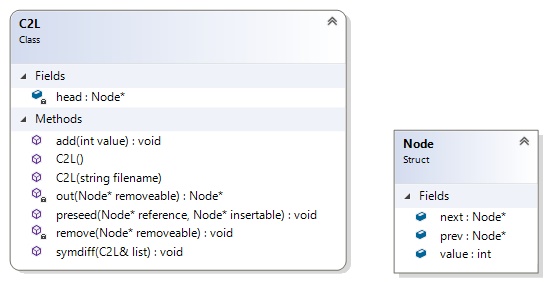 C2L
Class
Fields
head : Node*
Methods
add(int value) : void
C2L()
C2L(string filename)
out(Node* removeable) : Node*
preseed(Node* reference, Node* insertable) : void
remove(Node* removeable) : void
symdiff(C2L& list) : void
Node
Struct
Fields
next : Node*
prev : Node*
value : int